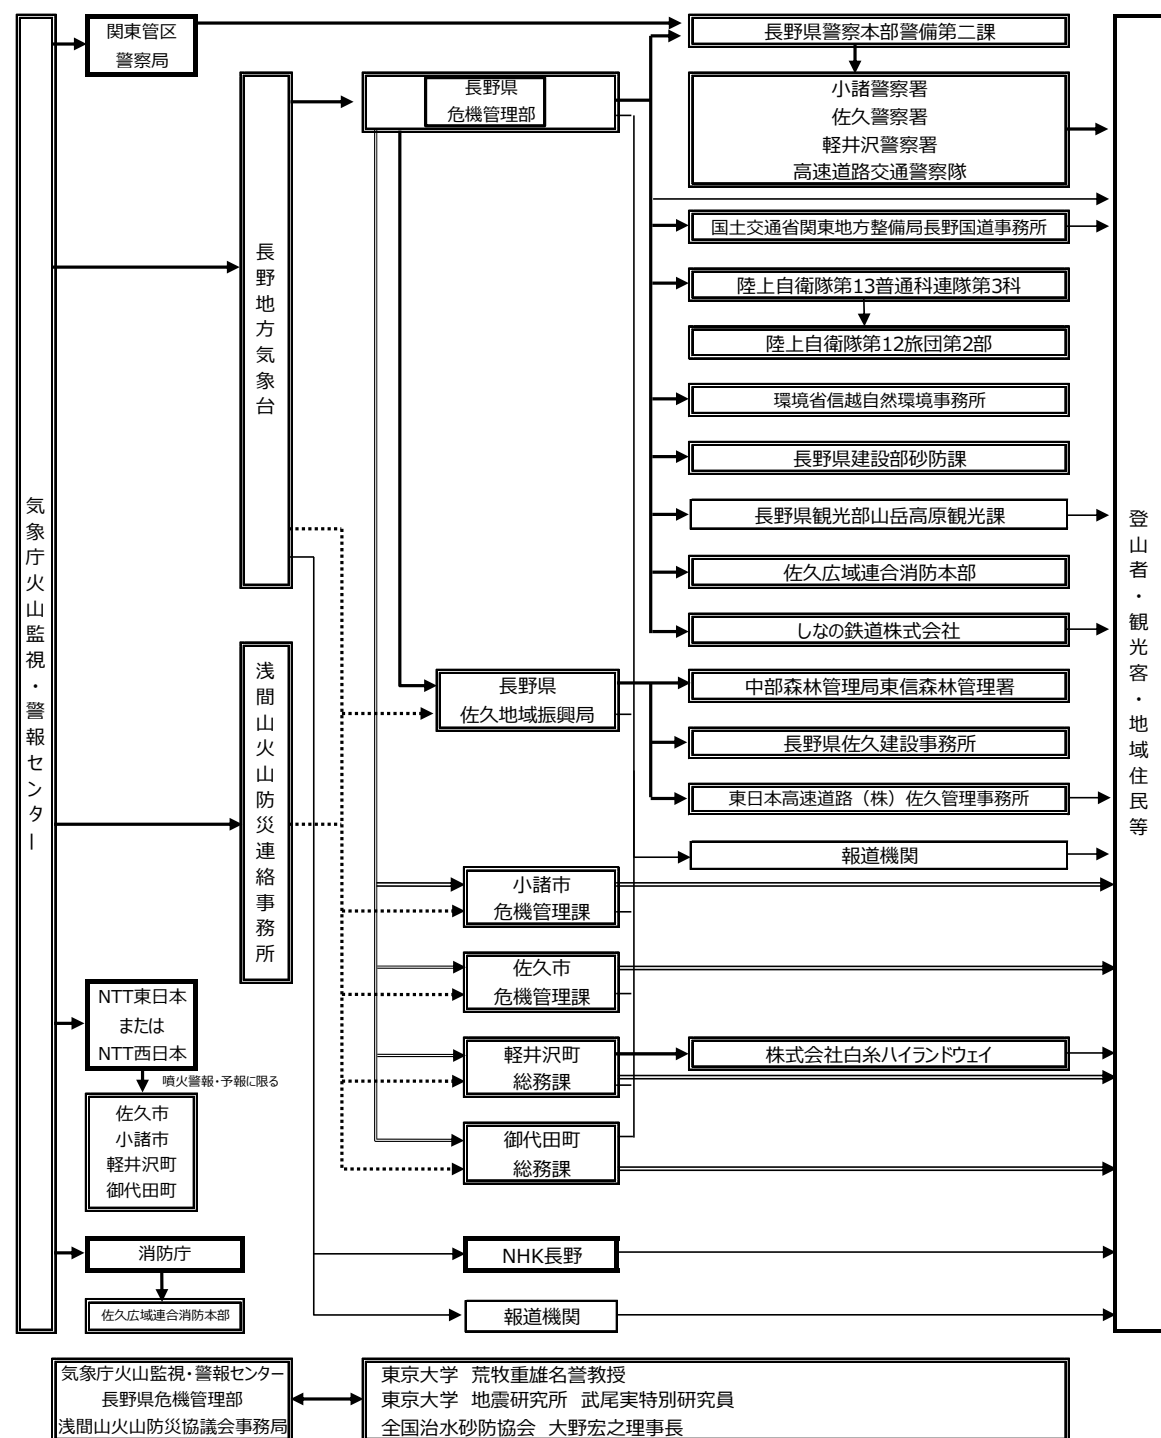 気象庁火山監視・警報センター
関東管区
警察局
長野地方気象台
浅間山火山防災連絡事務所
NTT東日本
または
NTT西日本
噴火警報・予報に限る
佐久市
小諸市
軽井沢町
御代田町
消防庁
佐久広域連合消防本部
長野県
危機管理部
長野県
佐久地域振興局
小諸市
危機管理課
佐久市
危機管理課
軽井沢町
総務課
御代田町
総務課
NHK長野
報道機関
長野県警察本部警備第二課
小諸警察署
佐久警察署
軽井沢警察署
高速道路交通警察隊
国土交通省関東地方整備局長野国道事務所
陸上自衛隊第13普通科連隊第3科
陸上自衛隊第12旅団第2部
環境省信越自然環境事務所
長野県建設部砂防課
長野県観光部山岳高原観光課
佐久広域連合消防本部
しなの鉄道株式会社
中部森林管理局東信森林管理署
長野県佐久建設事務所
東日本高速道路（株）佐久管理事務所
報道機関
株式会社白糸ハイランドウェイ
登山者・観光客・地域住民等
気象庁火山監視・警報センター
長野県危機管理部
浅間山火山防災協議会事務局
東京大学 荒牧重雄名誉教授
東京大学 地震研究所 武尾実特別研究員
全国治水砂防協会 大野宏之理事長